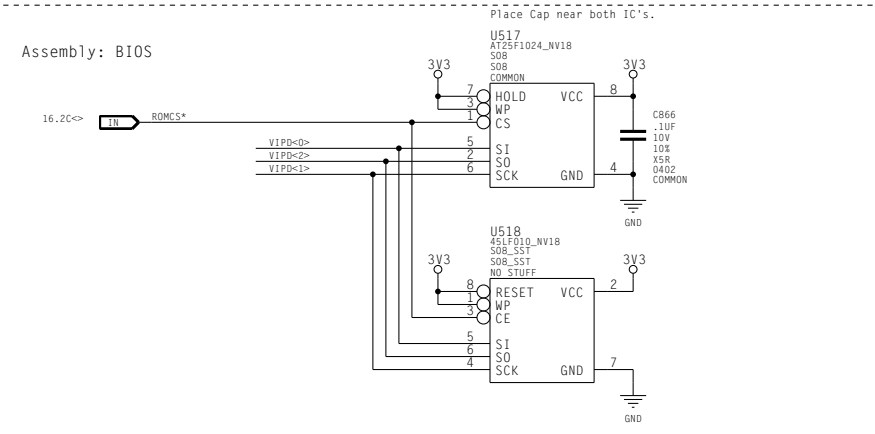 Place Cap near both IC's.
Assembly: BIOS
U517
AT25F1024_NV18
SO8
SO8
COMMON
3V3
3V3
7
HOLD
VCC
8
3
WP
1
CS
16.2C<>
IN
ROMCS*
C866
.1UF
10V
10%
X5R
0402
COMMON
VIPD<0>
5
SI
VIPD<2>
2
SO
VIPD<1>
6
SCK
GND
4
GND
U518
45LF010_NV18
SO8_SST
SO8_SST
NO STUFF
3V3
3V3
8
RESET
VCC
2
1
WP
3
CE
5
SI
6
SO
4
SCK
GND
7
GND